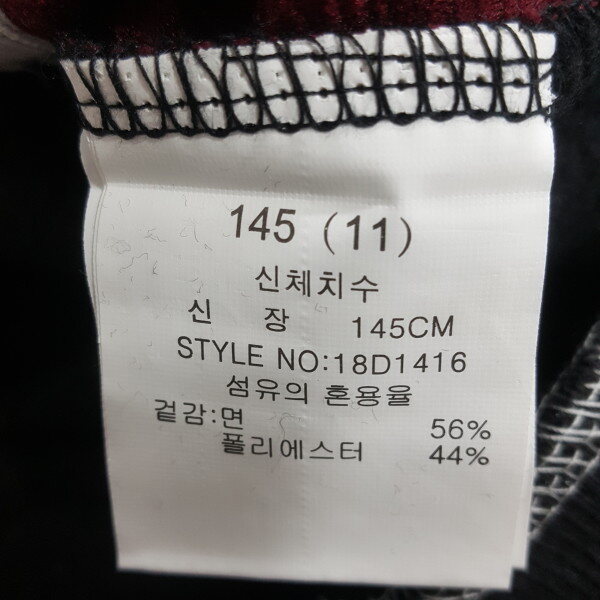 145 (11)
신체치수
신 장 145CM
STYLE NO:18D1416
섬유의 혼용율
겉감:면 56%
폴리에스터 44%